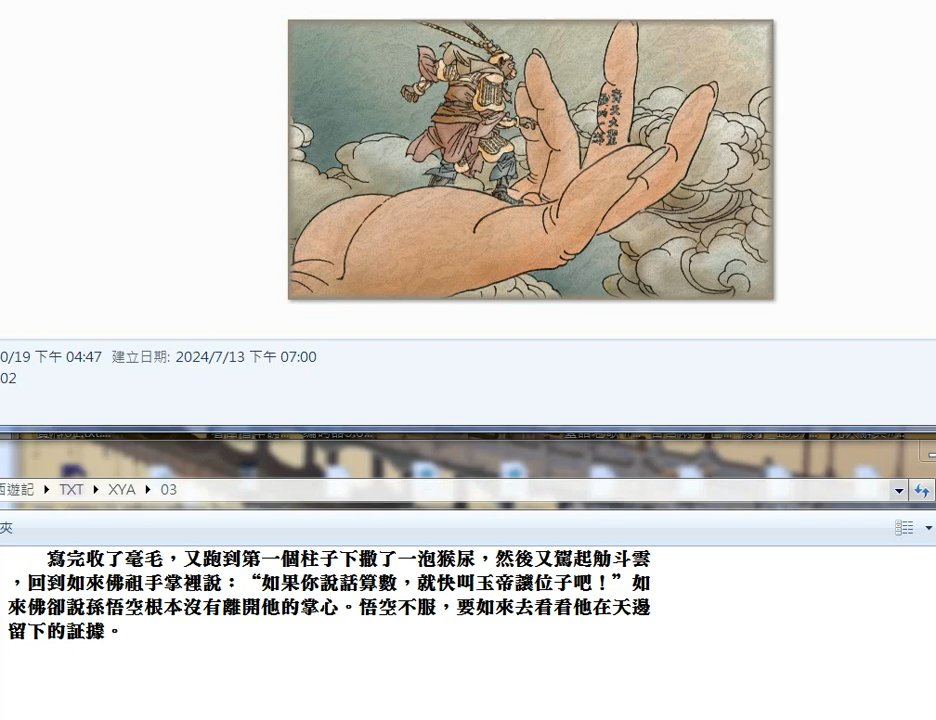 0/19 下午 04:47 建立日期: 2024/7/13 下午 07:00
02
西遊記 ▸ TXT ▸ XYA ▸ 03
夾
寫完收了毫毛，又跑到第一個柱子下撒了一泡猴尿，然後又駕起觔斗雲
，回到如來佛祖手掌裡說：“如果你說話算數，就快叫玉帝讓位子吧！”如
來佛卻說孫悟空根本沒有離開他的掌心。悟空不服，要如來去看看他在天邊
留下的証據。